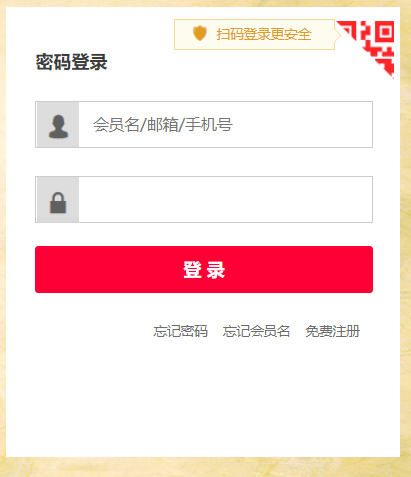 扫码登录更安全
密码登录
会员名/邮箱/手机号
登 录
忘记密码 忘记会员名 免费注册